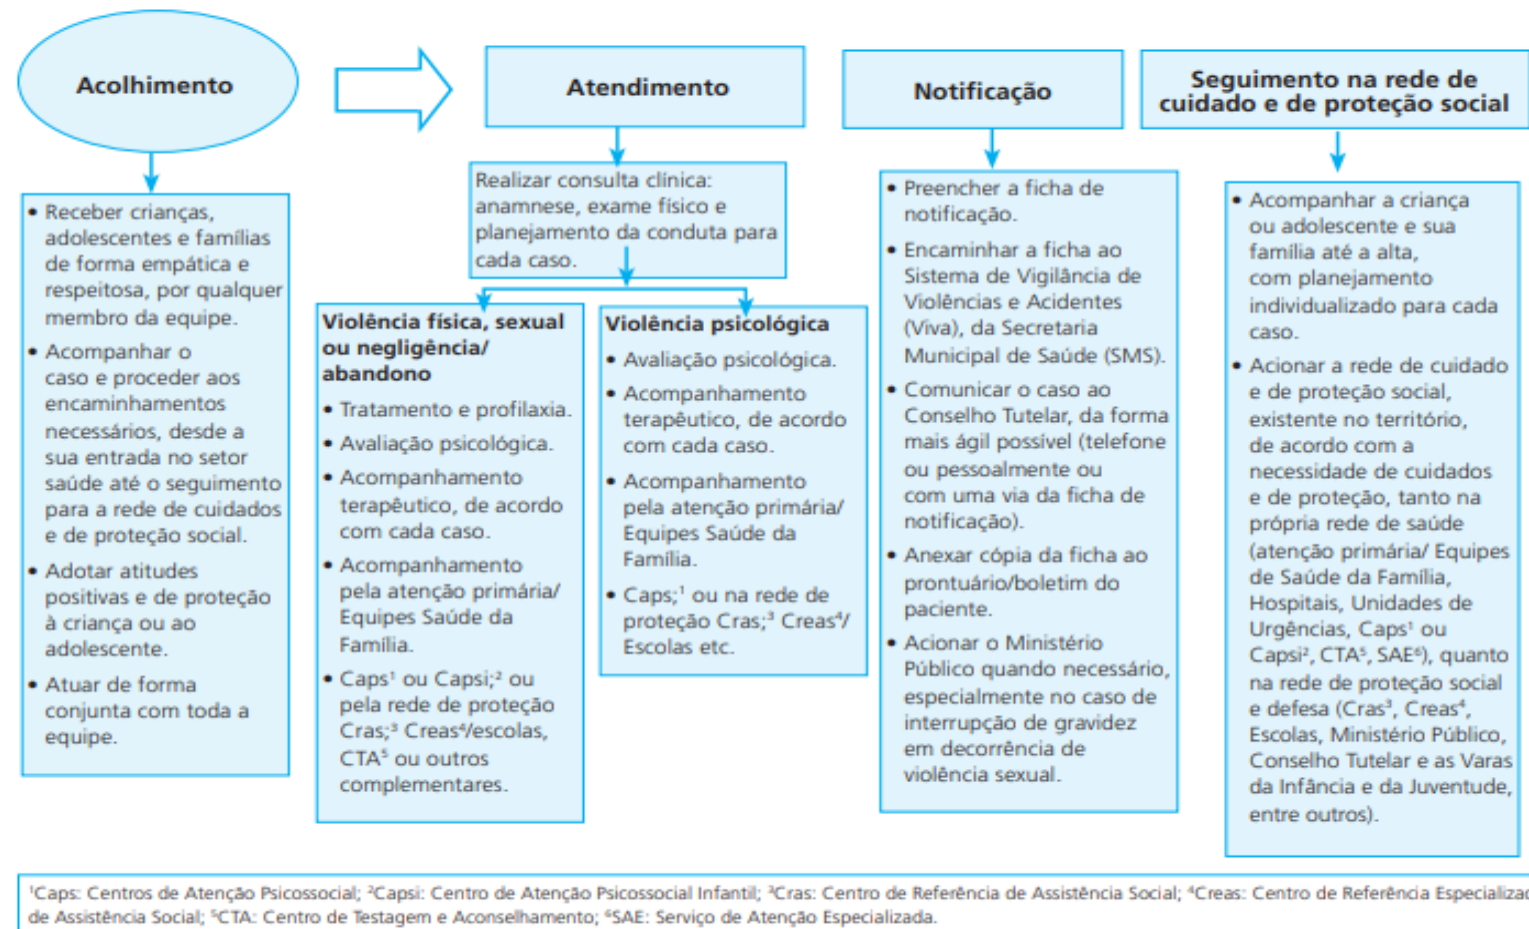 Acolhimento
Receber crianças,
adolescentes e famílias
de forma empática e
respeitosa, por qualquer
membro da equipe.
Acompanhar o
caso e proceder aos
encaminhamentos
necessários, desde a
sua entrada no setor
saúde até o seguimento
para a rede de cuidados
e de proteção social.
Adotar atitudes
positivas e de proteção
à criança ou ao
adolescente.
Atuar de forma
conjunta com toda a
equipe.
Atendimento
Realizar consulta clínica:
anamnese, exame físico e
planejamento da conduta para
cada caso.
Violência física, sexual
ou negligência/
abandono
• Tratamento e profilaxia.
• Avaliação psicológica.
• Acompanhamento
terapêutico, de acordo
com cada caso.
• Acompanhamento
pela atenção primária/
Equipes Saúde da
Família.
• Caps¹ ou Capsi;² ou
pela rede de proteção
Cras;³ Creas⁴/escolas,
CTA⁵ ou outros
complementares.
Violência psicológica
• Avaliação psicológica.
• Acompanhamento
terapêutico, de acordo
com cada caso.
• Acompanhamento
pela atenção primária/
Equipes Saúde da
Família.
• Caps;¹ ou na rede de
proteção Cras;³ Creas⁴/
Escolas etc.
Notificação
• Preencher a ficha de
notificação.
• Encaminhar a ficha ao
Sistema de Vigilância de
Violências e Acidentes
(Viva), da Secretaria
Municipal de Saúde (SMS).
• Comunicar o caso ao
Conselho Tutelar, da forma
mais ágil possível (telefone
ou pessoalmente ou
com uma via da ficha de
notificação).
• Anexar cópia da ficha ao
prontuário/boletim do
paciente.
• Acionar o Ministério
Público quando necessário,
especialmente no caso de
interrupção de gravidez
em decorrência de
violência sexual.
Seguimento na rede de
cuidado e de proteção social
• Acompanhar a criança
ou adolescente e sua
família até a alta,
com planejamento
individualizado para cada
caso.
• Acionar a rede de cuidado
e de proteção social,
existente no território,
de acordo com a
necessidade de cuidados
e de proteção, tanto na
própria rede de saúde
(atenção primária/ Equipes
de Saúde da Família,
Hospitais, Unidades de
Urgências, Caps¹ ou
Capsi², CTA⁵, SAE⁶), quanto
na rede de proteção social
e defesa (Cras³, Creas⁴,
Escolas, Ministério Público,
Conselho Tutelar e as Varas
da Infância e da Juventude,
entre outros).
¹Caps: Centros de Atenção Psicossocial; ²Capsi: Centro de Atenção Psicossocial Infantil; ³Cras: Centro de Referência de Assistência Social; ⁴Creas: Centro de Referência Especializad
de Assistência Social; ⁵CTA: Centro de Testagem e Aconselhamento; ⁶SAE: Serviço de Atenção Especializada.